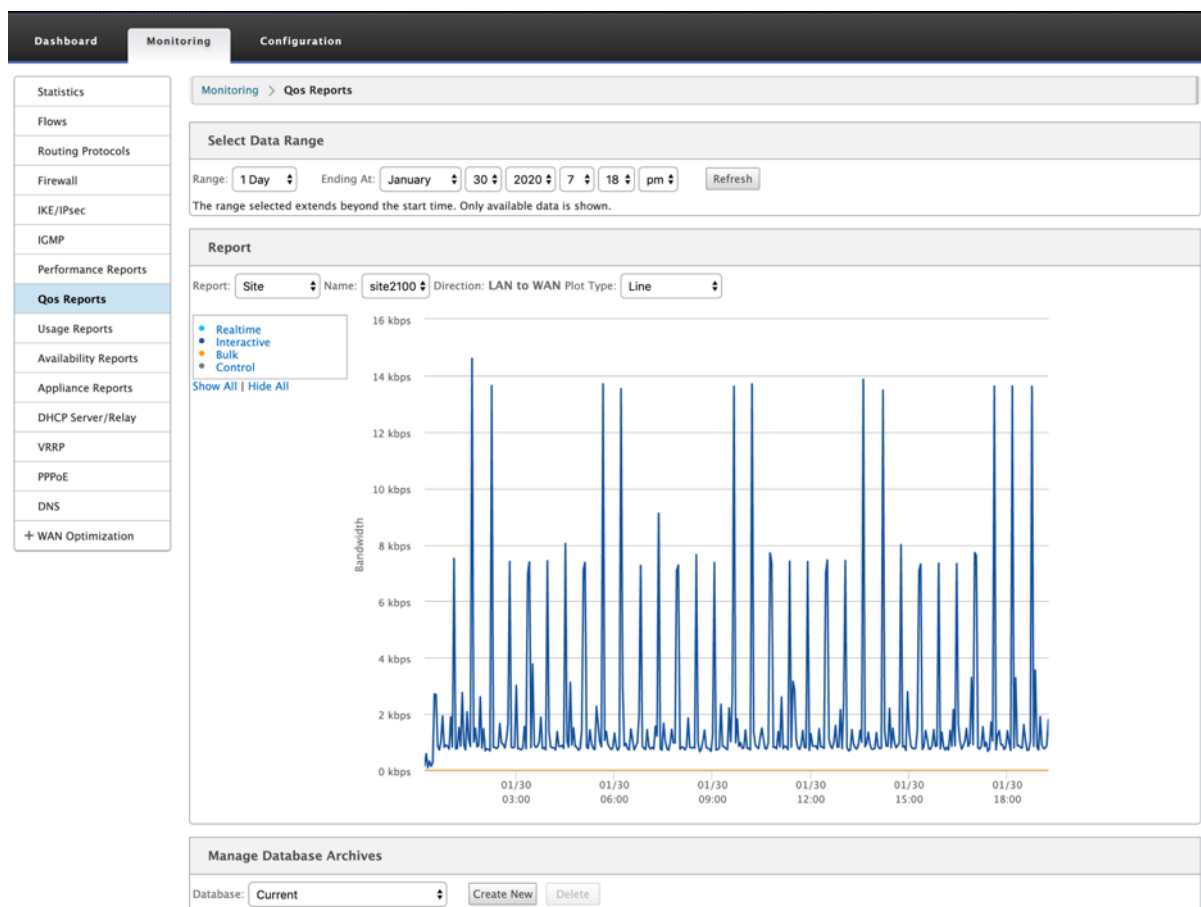 Dashboard Monitoring Configuration
Statistics
Flows
Routing Protocols
Firewall
IKE/IPsec
IGMP
Performance Reports
Qos Reports
Usage Reports
Availability Reports
Appliance Reports
DHCP Server/Relay
VRRP
PPPoE
DNS
+ WAN Optimization
Monitoring > Qos Reports
Select Data Range
Range: 1 Day Ending At: January 30 2020 7 18 pm Refresh
The range selected extends beyond the start time. Only available data is shown.
Report
Report: Site Name: site2100 Direction: LAN to WAN Plot Type: Line
Realtime
Interactive
Bulk
Control
Show All | Hide All
Bandwidth
16 kbps
14 kbps
12 kbps
10 kbps
8 kbps
6 kbps
4 kbps
2 kbps
0 kbps
01/30 01/30 01/30 01/30 01/30 01/30
03:00 06:00 09:00 12:00 15:00 18:00
Manage Database Archives
Database: Current Create New Delete